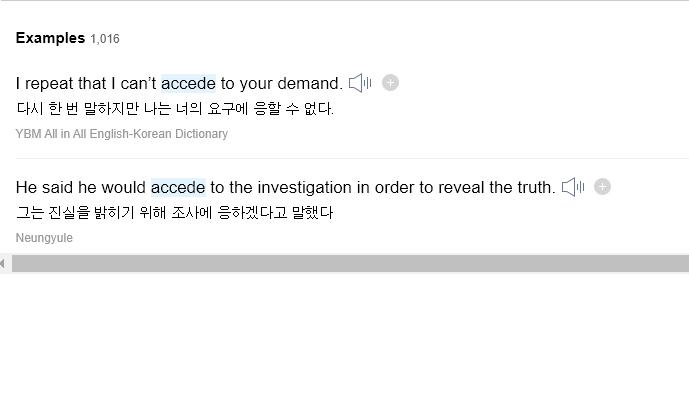 Examples 1,016
I repeat that I can't accede to your demand.
다시 한 번 말하지만 나는 너의 요구에 응할 수 없다.
YBM All in All English-Korean Dictionary
He said he would accede to the investigation in order to reveal the truth.
그는 진실을 밝히기 위해 조사에 응하겠다고 말했다
Neungyule